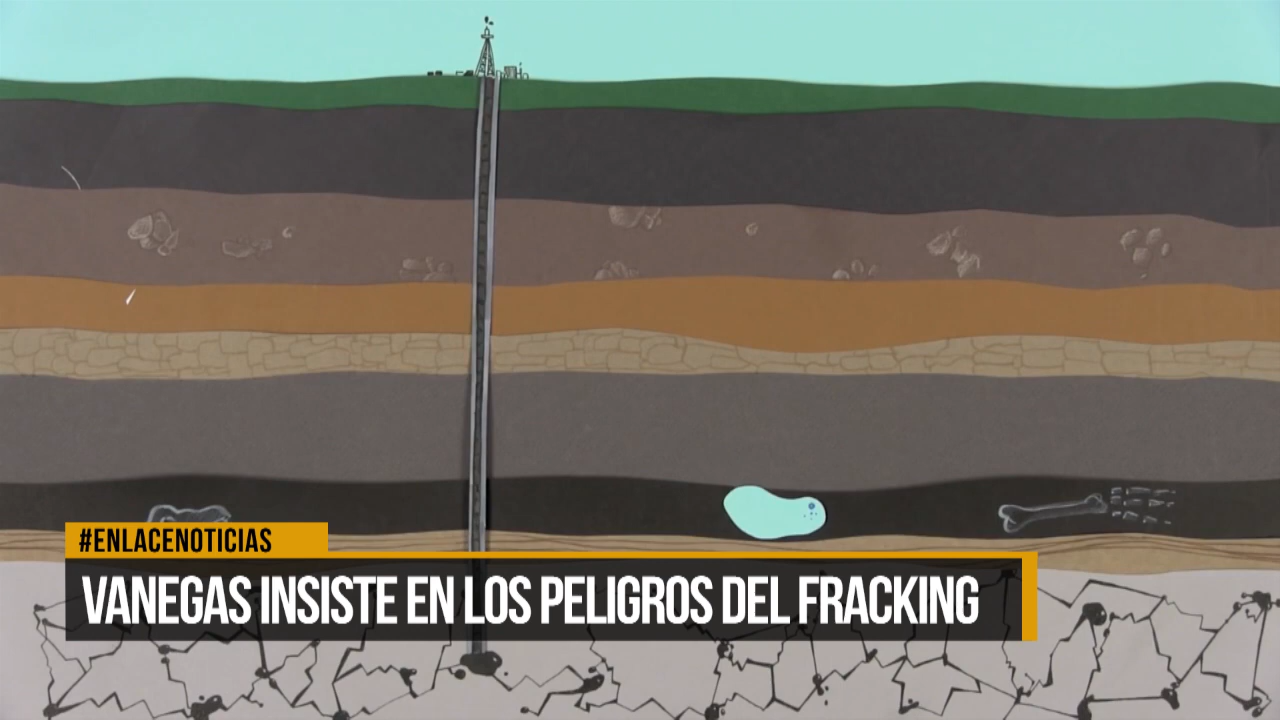 #ENLACENOTICIAS
VANEGAS INSISTE EN LOS PELIGROS DEL FRACKING